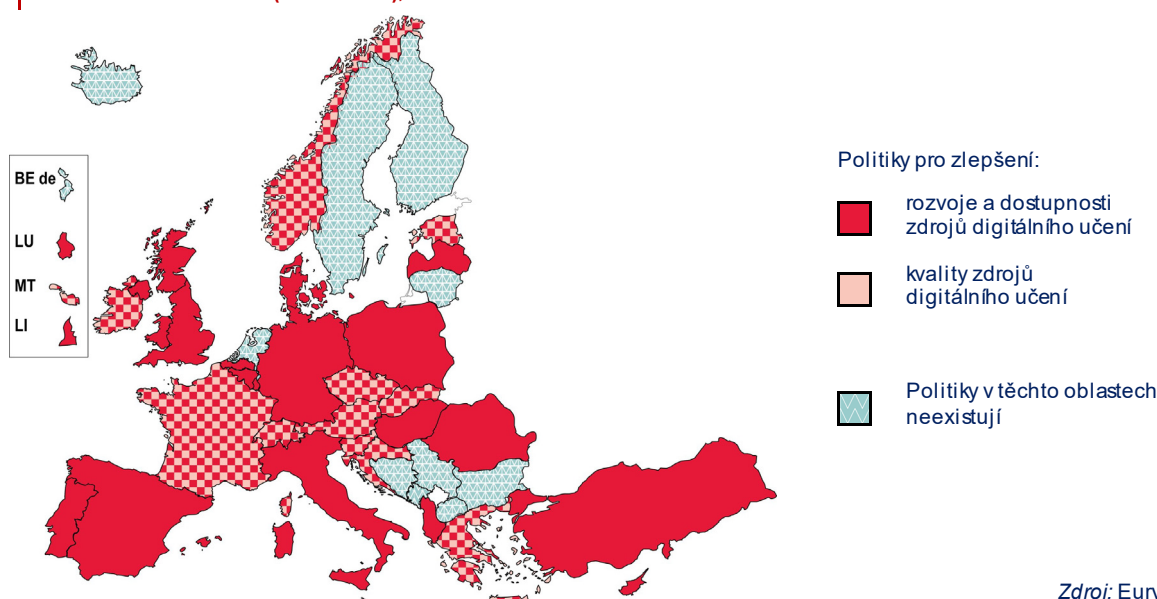 BE de
LU
MT
LI
Politiky pro zlepšení:
rozvoje a dostupnosti
zdrojů digitálního učení
kvality zdrojů
digitálního učení
Politiky v těchto oblastech
neexistují
Zdroj: